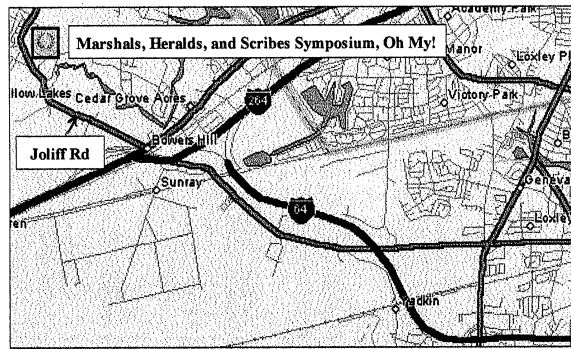 Academy Park
Marshals, Heralds, and Scribes Symposium, Oh My!
Manor
Loxley Pl
llow Lakes
Cedar Grove Acres
264
Victory Park
Bowers Hill
Joliff Rd
Sunray
Geneva
64
Loxley
Yadkin